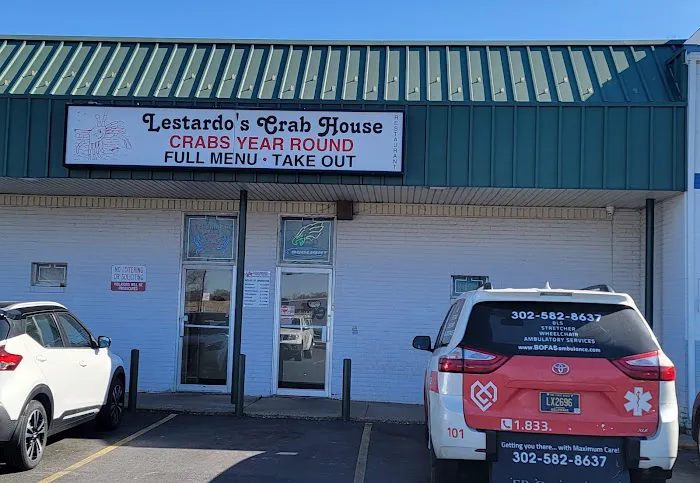 Lestardo's Crab House
CRABS YEAR ROUND
FULL MENU • TAKE OUT
RESTAURANT
NO LOITERING
OR SOLICITING
BUD LIGHT
302-582-8637
BLS
STRETCHER
WHEELCHAIR
AMBULATORY SERVICES
www.BOFASambulance.com
LX2696
101
1.833.
Getting you there... with Maximum Care!
302-582-8637